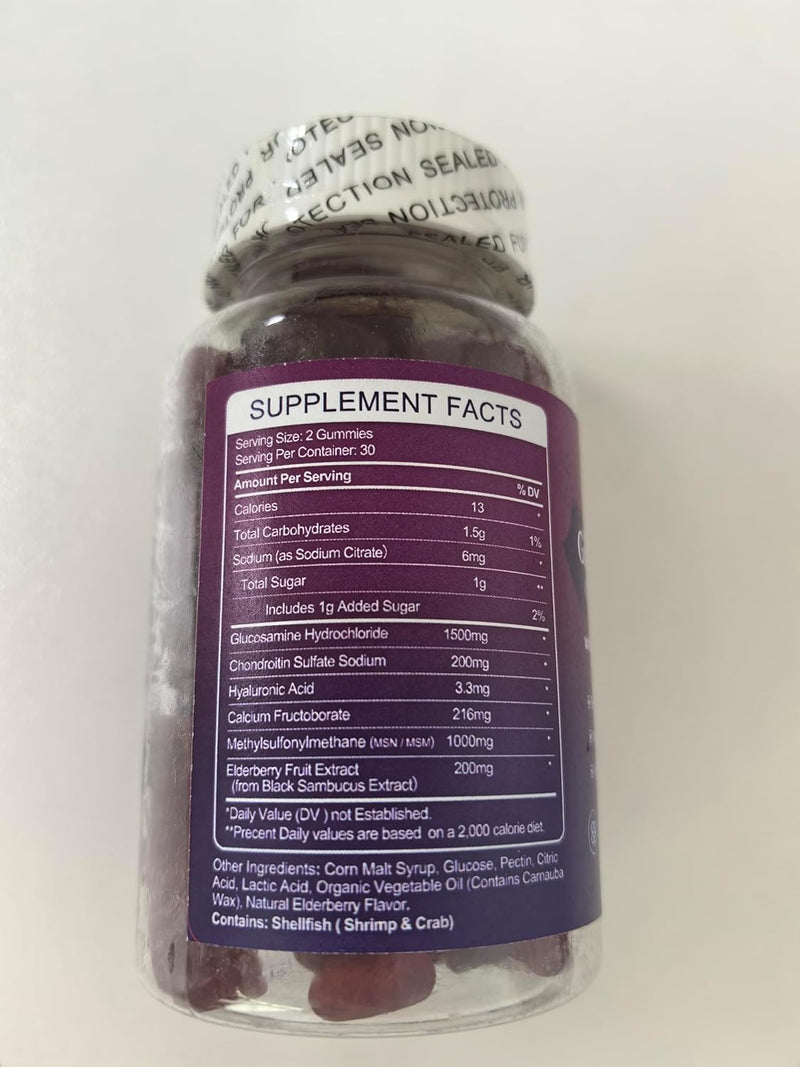 SEALED NO
OTECTION SEALED
PROTECTION
SEALED FO
SUPPLEMENT FACTS
Serving Size: 2 Gummies
Serving Per Container: 30
Amount Per Serving % DV
Calories 13 *
Total Carbohydrates 1.5g 1%
Sodium (as Sodium Citrate) 6mg *
Total Sugar 1g **
Includes 1g Added Sugar 2%
Glucosamine Hydrochloride 1500mg *
Chondroitin Sulfate Sodium 200mg *
Hyaluronic Acid 3.3mg *
Calcium Fructoborate 216mg *
Methylsulfonylmethane (MSN / MSM) 1000mg *
Elderberry Fruit Extract 200mg *
(from Black Sambucus Extract)
*Daily Value (DV ) not Established.
**Precent Daily values are based on a 2,000 calorie diet.
Other Ingredients: Corn Malt Syrup, Glucose, Pectin, Citric
Acid, Lactic Acid, Organic Vegetable Oil (Contains Carnauba
Wax), Natural Elderberry Flavor.
Contains: Shellfish ( Shrimp & Crab)